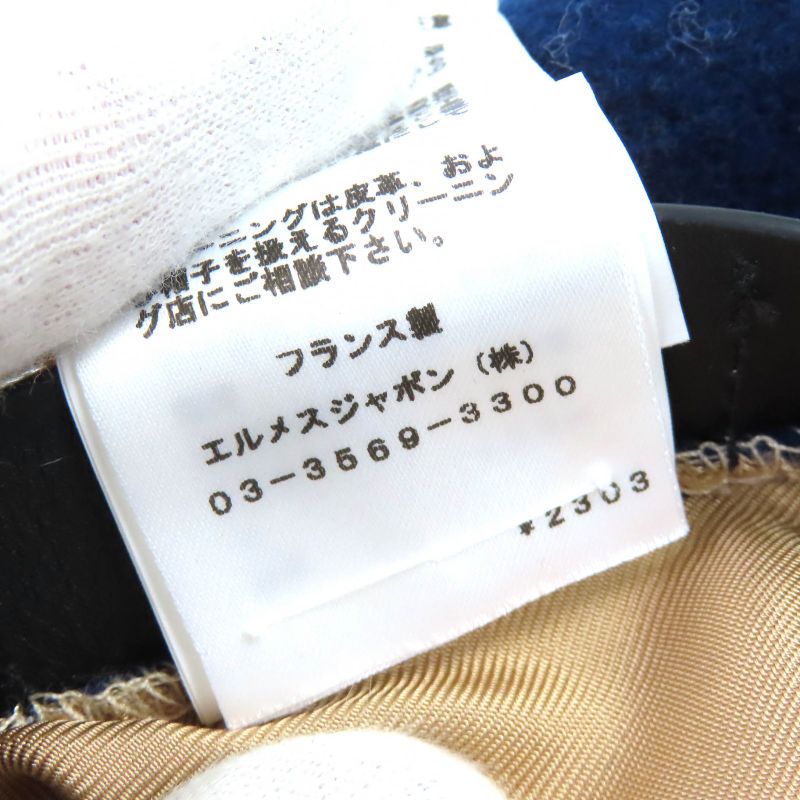 ーニングは皮革、およ
帽子を扱えるクリーニン
グ店にご相談下さい。
フランス製
エルメスジャポン（株）
03-3569-3300
*2303